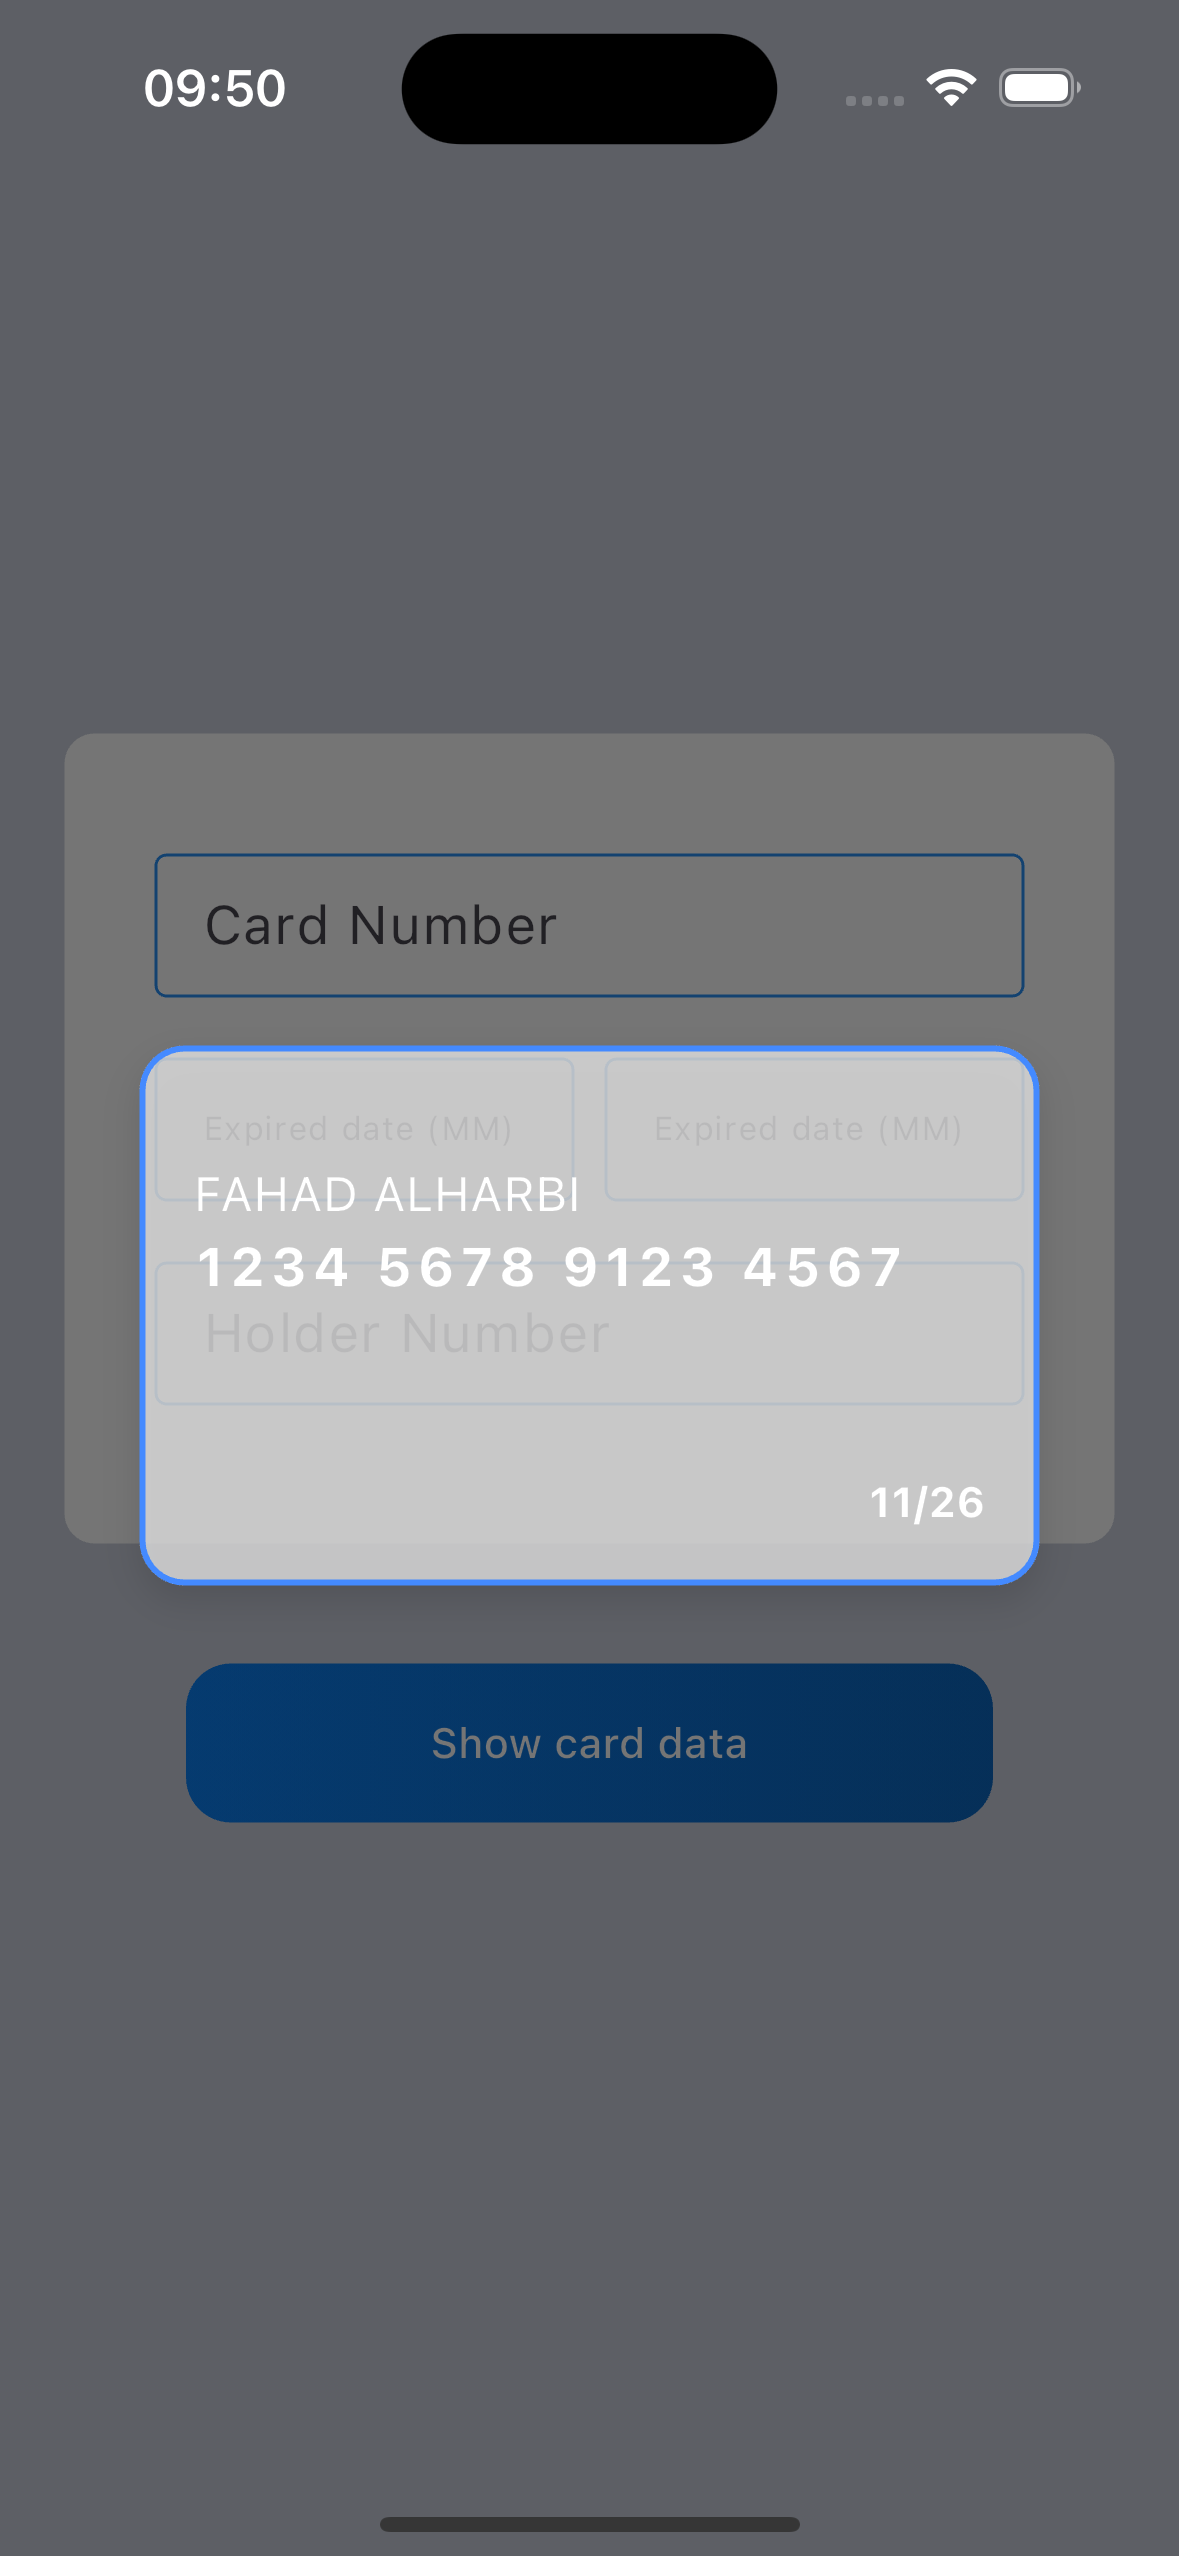 09:50
Card Number
Expired date (MM) Expired date (MM)
FAHAD ALHARBI
1234 5678 9123 4567
Holder Number
11/26
Show card data